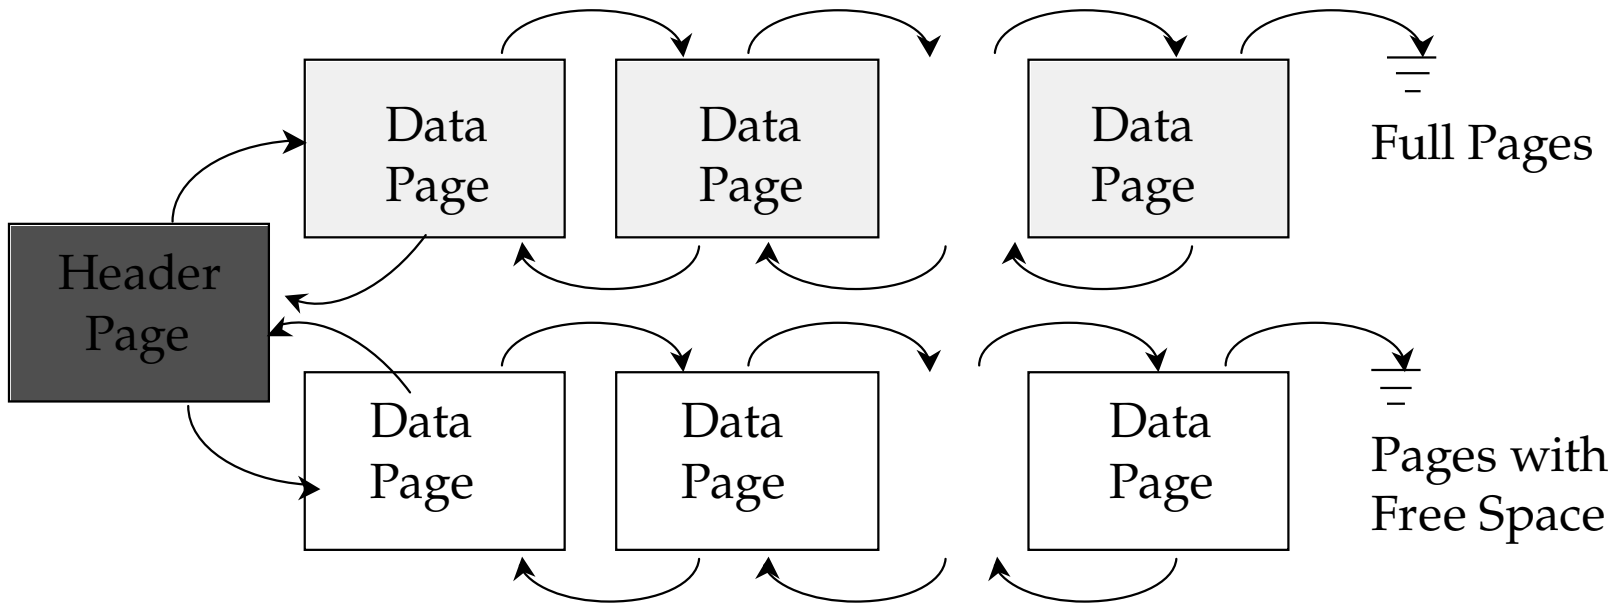 Data
Page
Data
Page
Data
Page
Full Pages
Header
Page
Data
Page
Data
Page
Data
Page
Pages with
Free Space